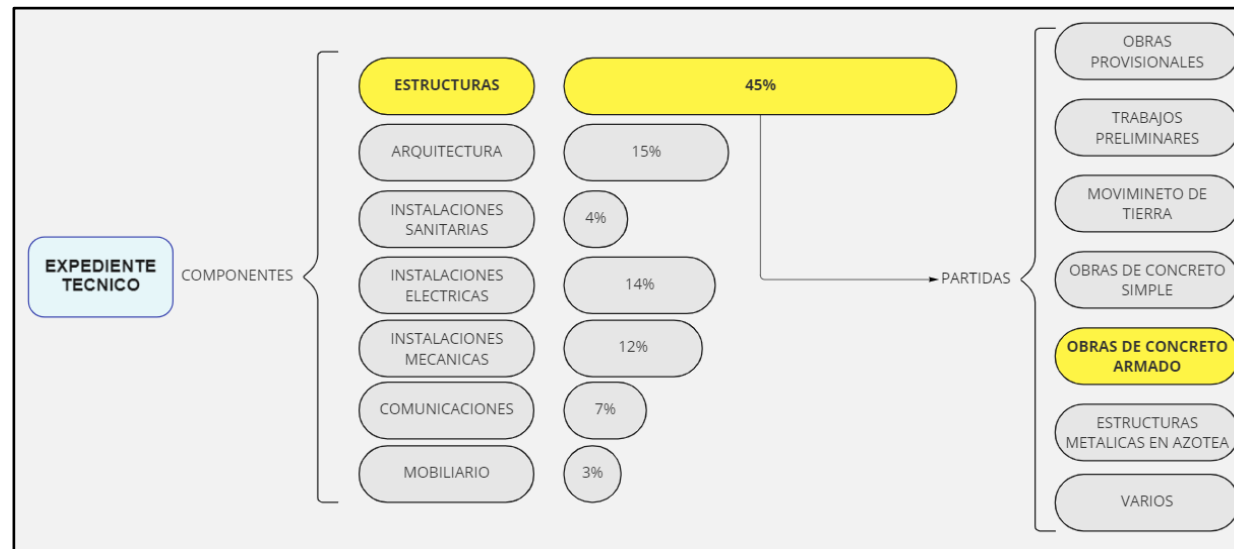 EXPEDIENTE
TECNICO
COMPONENTES
ESTRUCTURAS
45%
ARQUITECTURA
15%
INSTALACIONES
SANITARIAS
4%
INSTALACIONES
ELECTRICAS
14%
INSTALACIONES
MECANICAS
12%
COMUNICACIONES
7%
MOBILIARIO
3%
PARTIDAS
OBRAS
PROVISIONALES
TRABAJOS
PRELIMINARES
MOVIMINETO DE
TIERRA
OBRAS DE CONCRETO
SIMPLE
OBRAS DE CONCRETO
ARMADO
ESTRUCTURAS
METALICAS EN AZOTEA
VARIOS